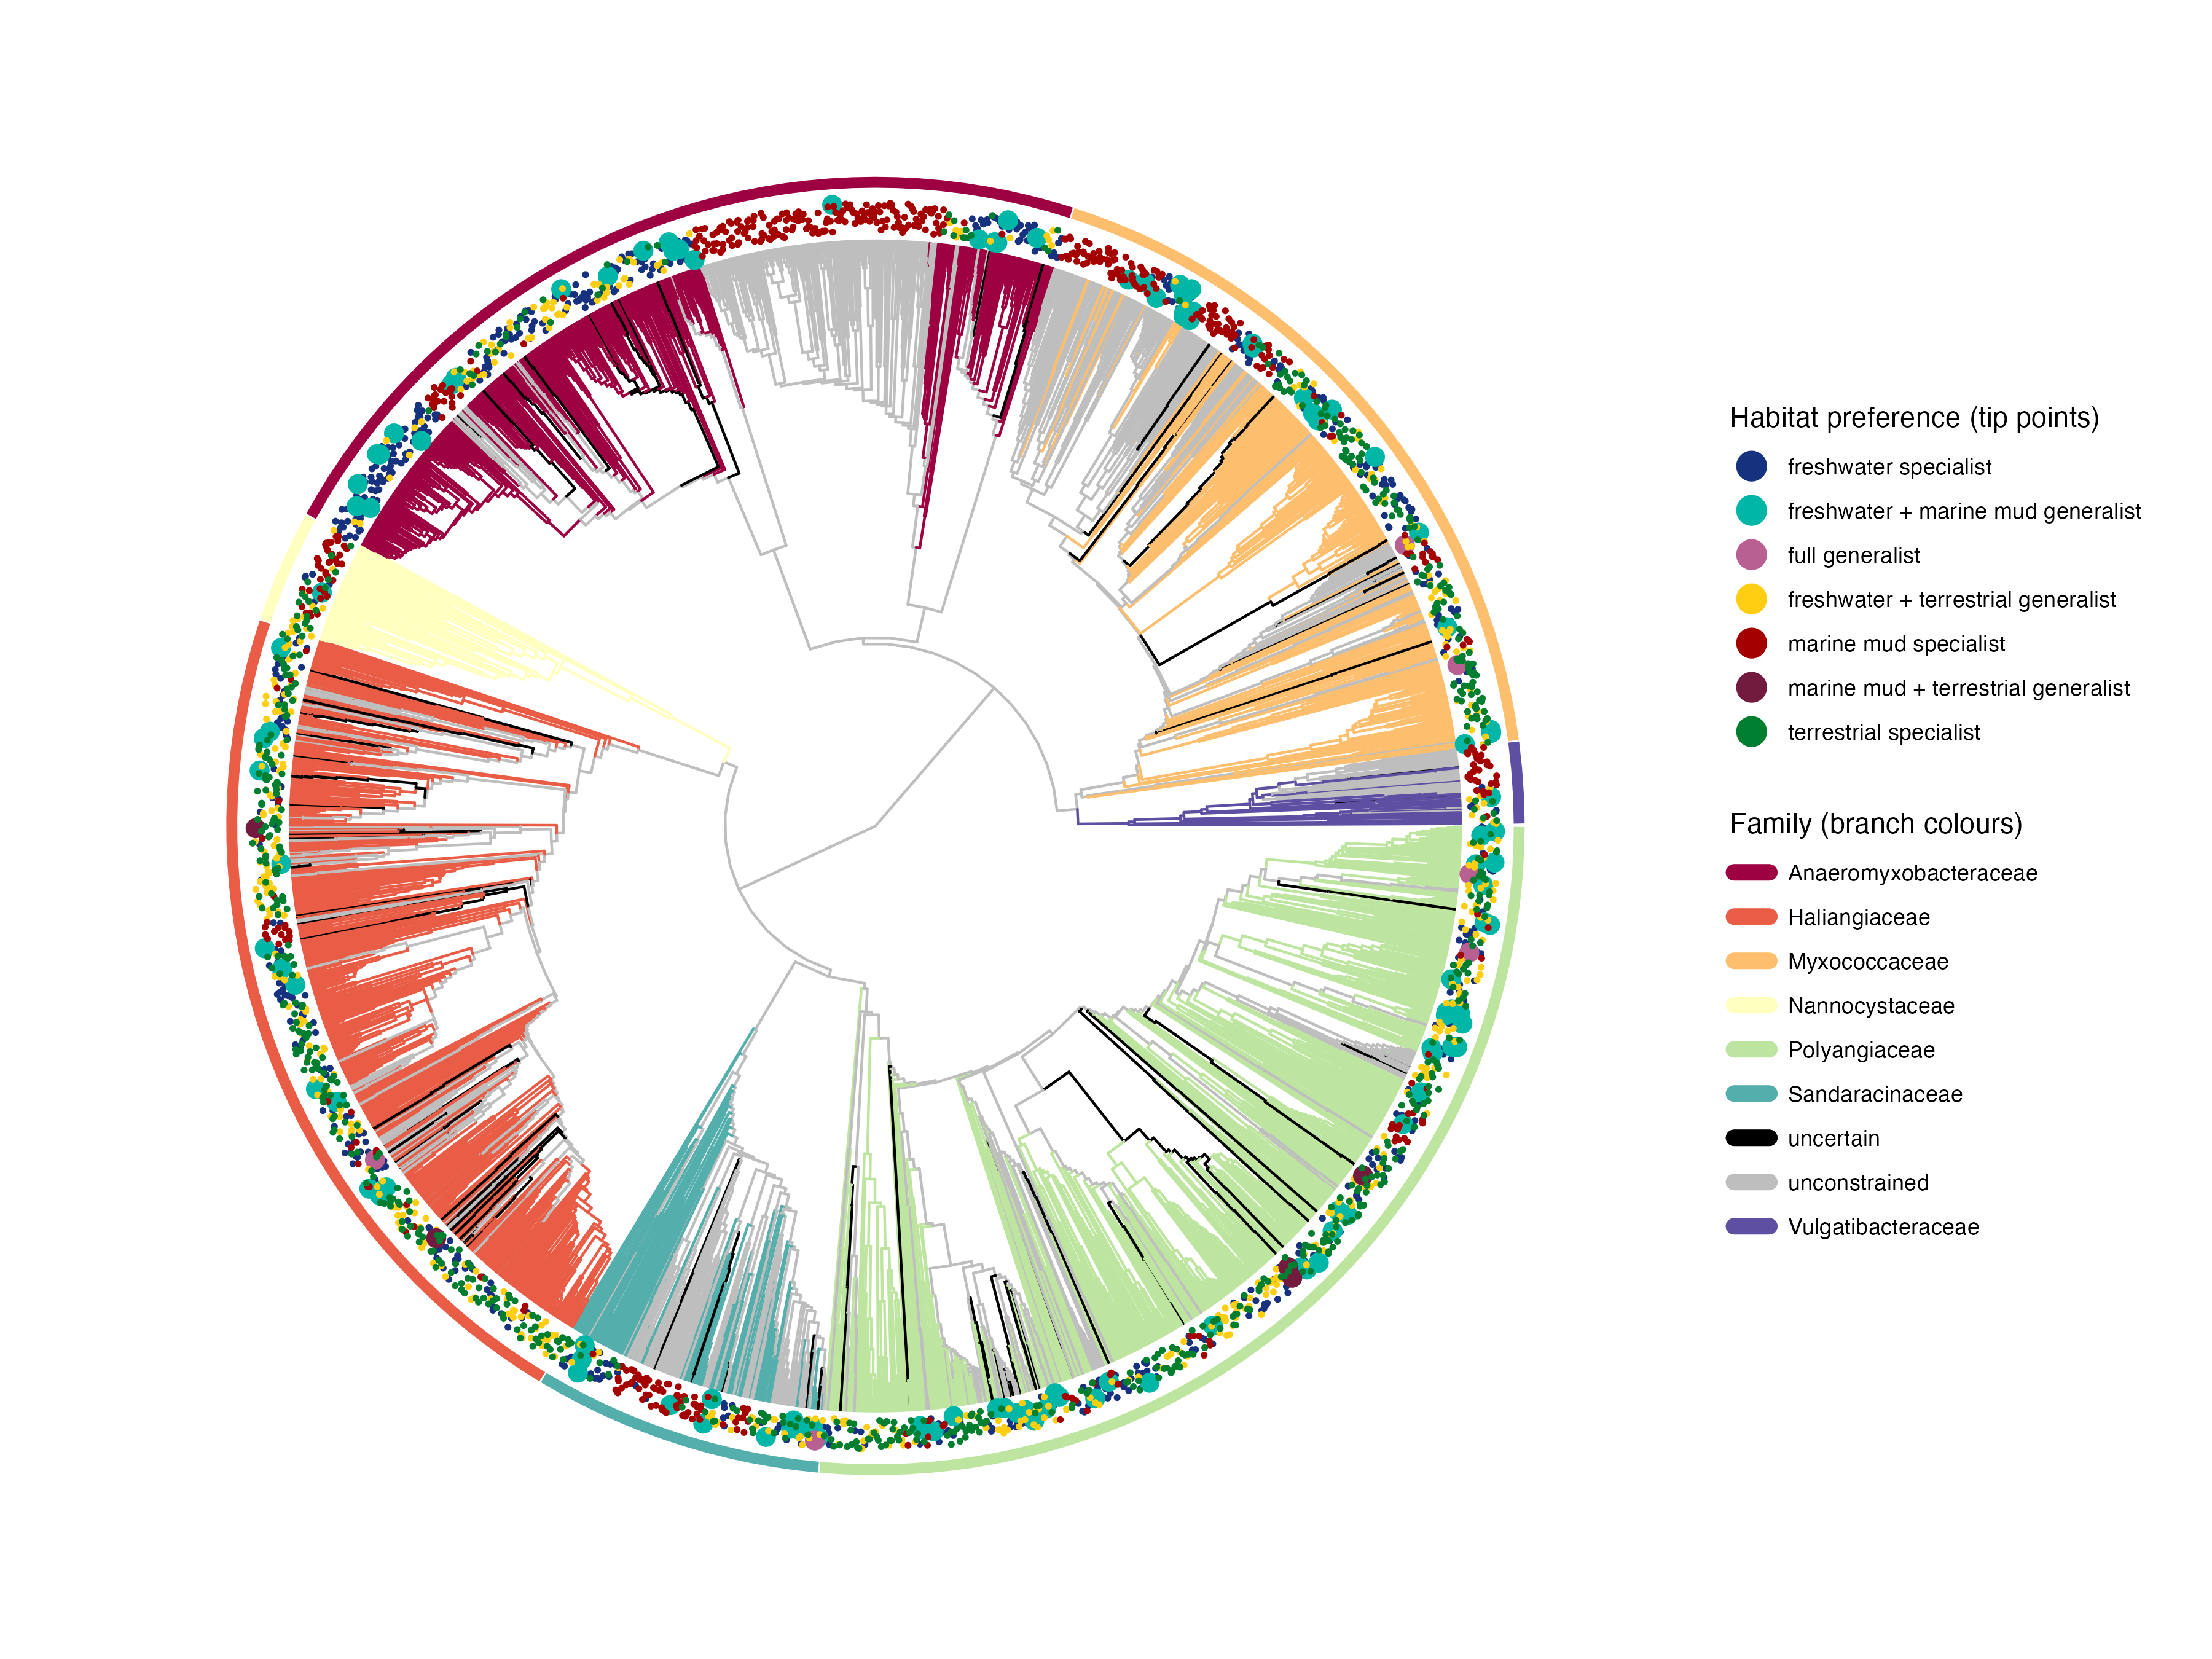 Habitat preference (tip points)
freshwater specialist
freshwater + marine mud generalist
full generalist
freshwater + terrestrial generalist
marine mud specialist
marine mud + terrestrial generalist
terrestrial specialist
Family (branch colours)
Anaeromyxobacteraceae
Haliangiaceae
Myxococcaceae
Nannocystaceae
Polyangiaceae
Sandaracinaceae
uncertain
unconstrained
Vulgatibacteraceae